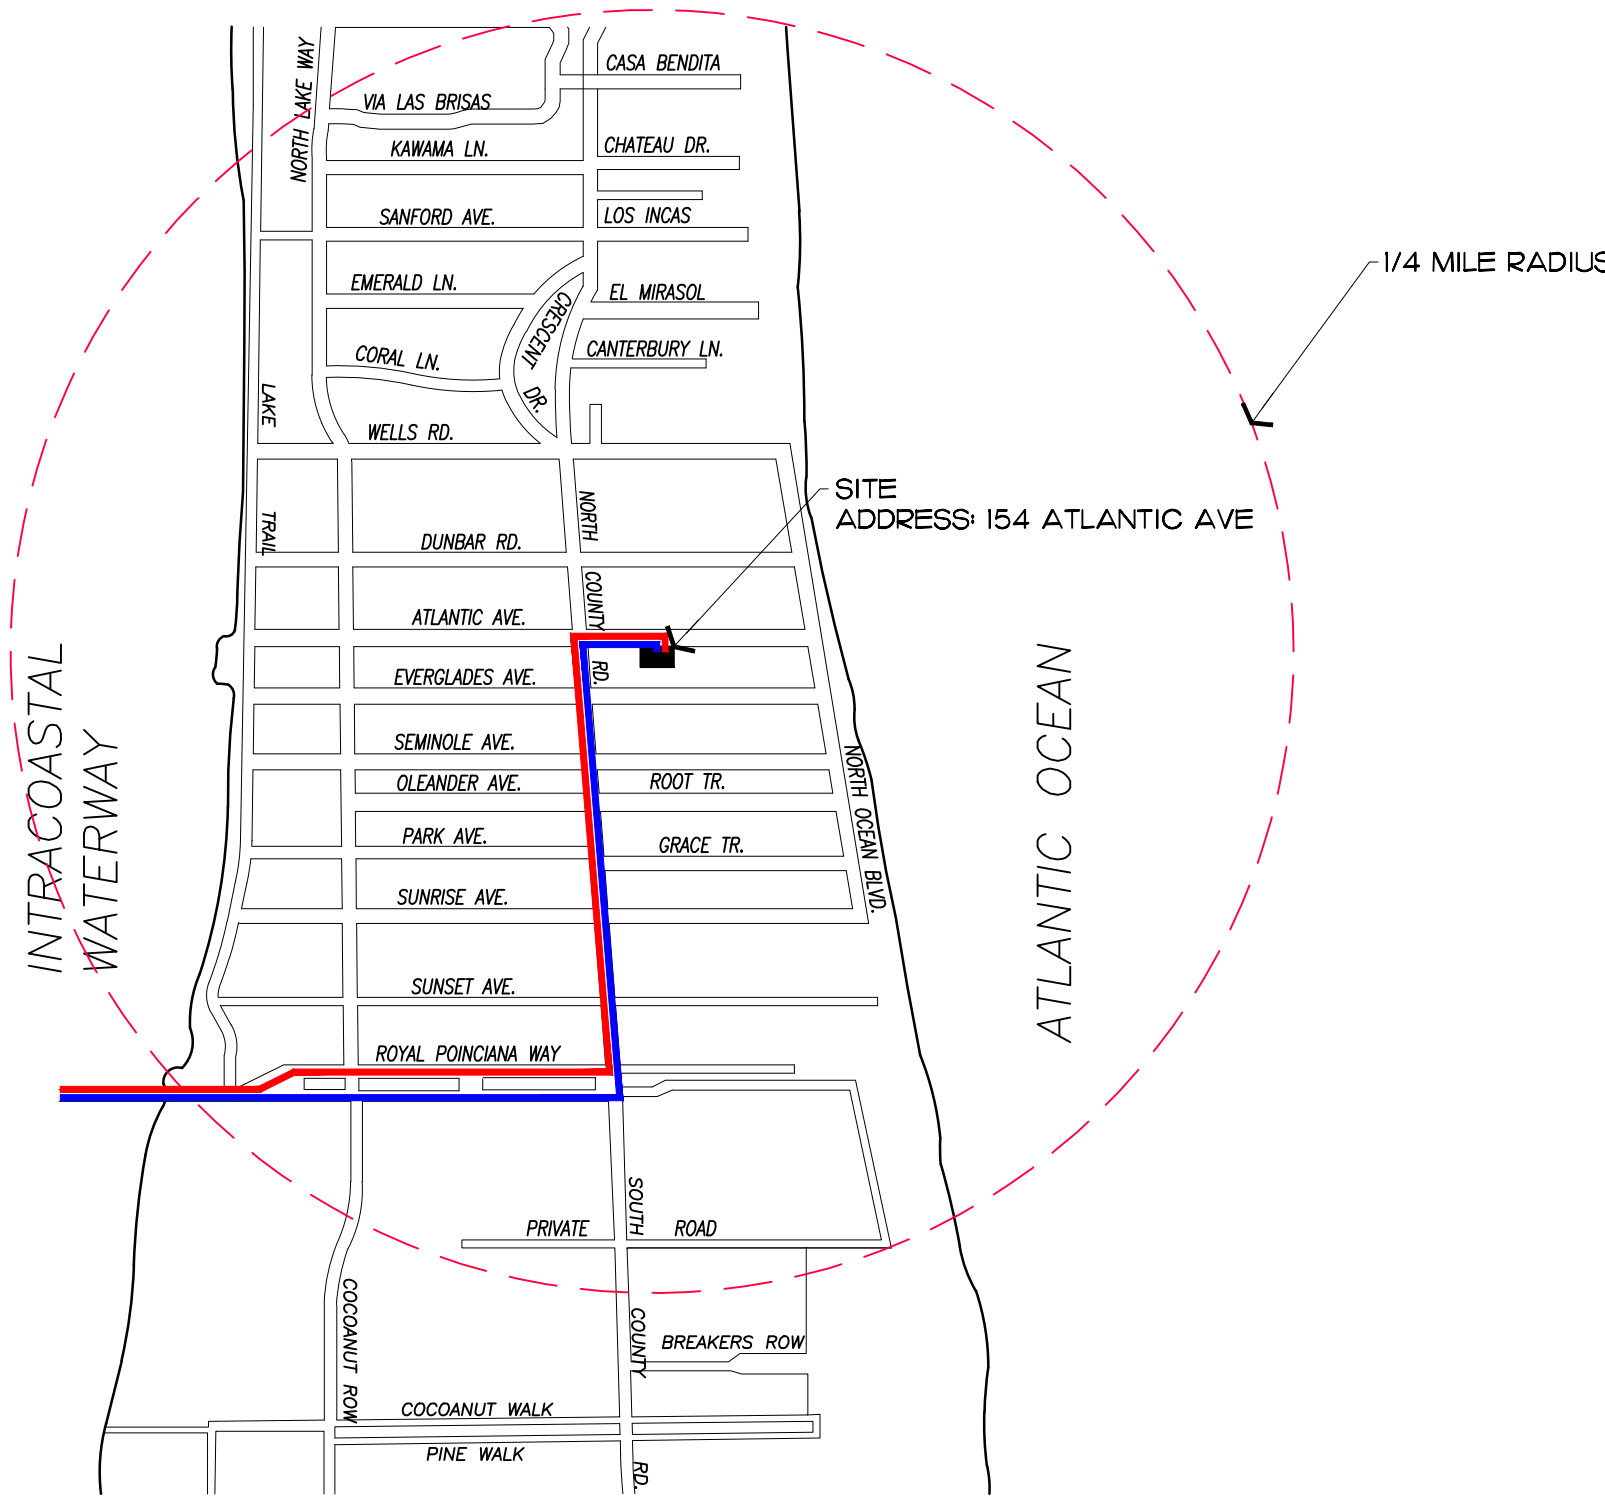 CASA BENDITA
NORTH LAKE WAY
VIA LAS BRISAS
KAWAMA LN.
CHATEAU DR.
SANFORD AVE.
LOS INCAS
1/4 MILE RADIUS
EMERALD LN.
EL MIRASOL
CRESCENT DR.
CORAL LN.
CANTERBURY LN.
LAKE TRAIL
WELLS RD.
SITE
ADDRESS: 154 ATLANTIC AVE
NORTH COUNTY RD.
DUNBAR RD.
ATLANTIC AVE.
EVERGLADES AVE.
INTRACOASTAL
WATERWAY
ATLANTIC OCEAN
SEMINOLE AVE.
NORTH OCEAN BLVD.
OLEANDER AVE.
ROOT TR.
PARK AVE.
GRACE TR.
SUNRISE AVE.
SUNSET AVE.
ROYAL POINCIANA WAY
SOUTH COUNTY RD.
PRIVATE ROAD
COCOANUT ROW
BREAKERS ROW
COCOANUT WALK
PINE WALK